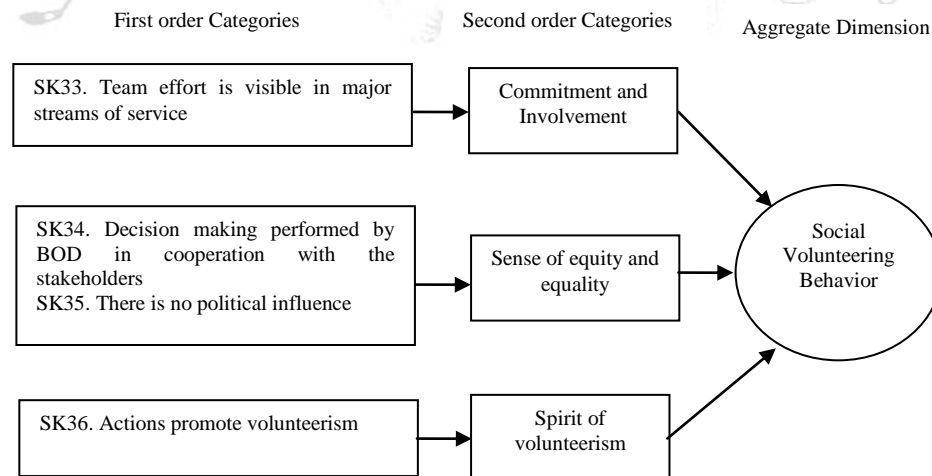 First order Categories
Second order Categories
Aggregate Dimension
SK33. Team effort is visible in major
streams of service
Commitment and
Involvement
SK34. Decision making performed by
BOD in cooperation with the
stakeholders
SK35. There is no political influence
Sense of equity and
equality
Social
Volunteering
Behavior
SK36. Actions promote volunteerism
Spirit of
volunteerism